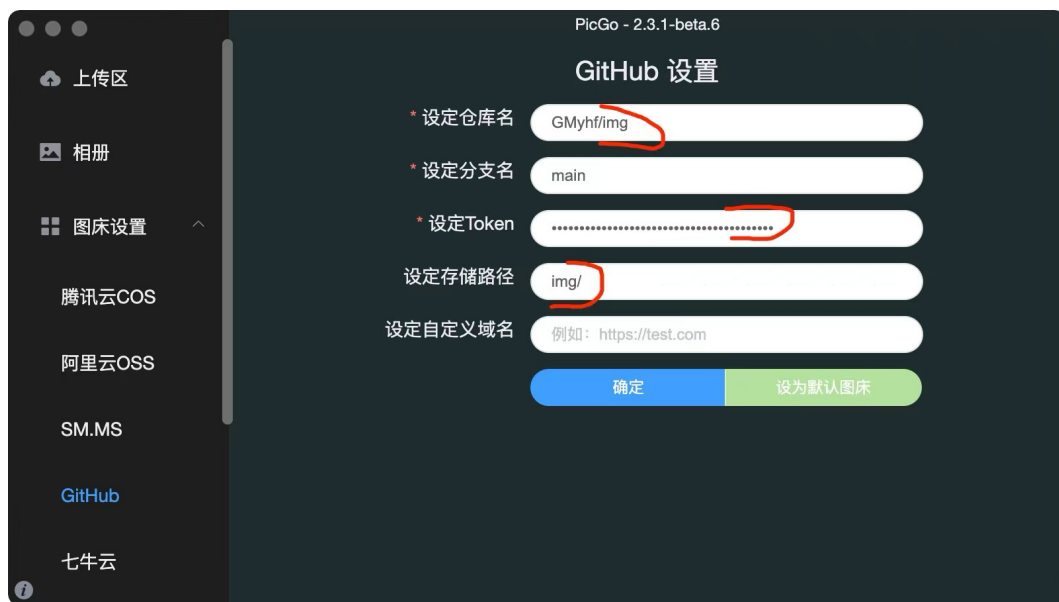 PicGo - 2.3.1-beta.6
上传区
相册
图床设置
腾讯云COS
阿里云OSS
SM.MS
GitHub
七牛云
GitHub 设置
* 设定仓库名 GMyhf/img
* 设定分支名 main
* 设定Token ••••••••••••••••••••••••••••••••••••••••
设定存储路径 img/
设定自定义域名 例如：https://test.com
确定 设为默认图床